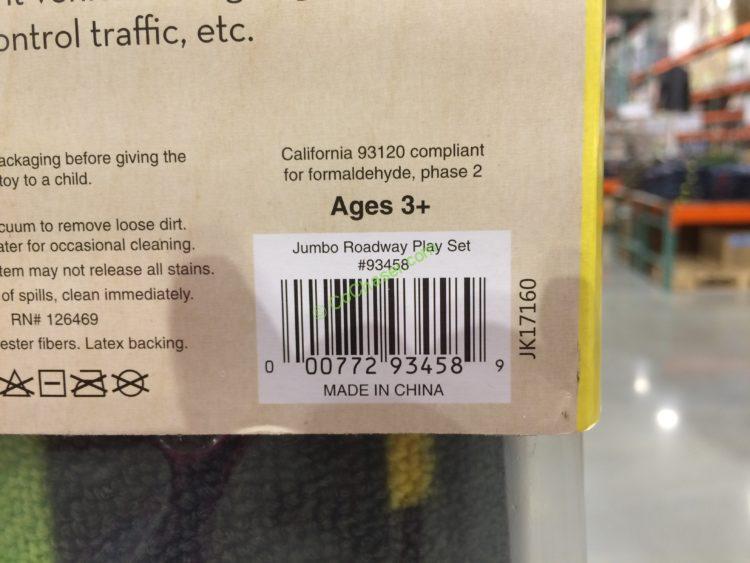 ontrol traffic, etc.
ackaging before giving the
toy to a child.
cuum to remove loose dirt.
ater for occasional cleaning.
tem may not release all stains.
of spills, clean immediately.
RN# 126469
ester fibers. Latex backing.
California 93120 compliant
for formaldehyde, phase 2
Ages 3+
Jumbo Roadway Play Set
#93458
© CoChaser.com
0 00772 93458 9
MADE IN CHINA
JK17160